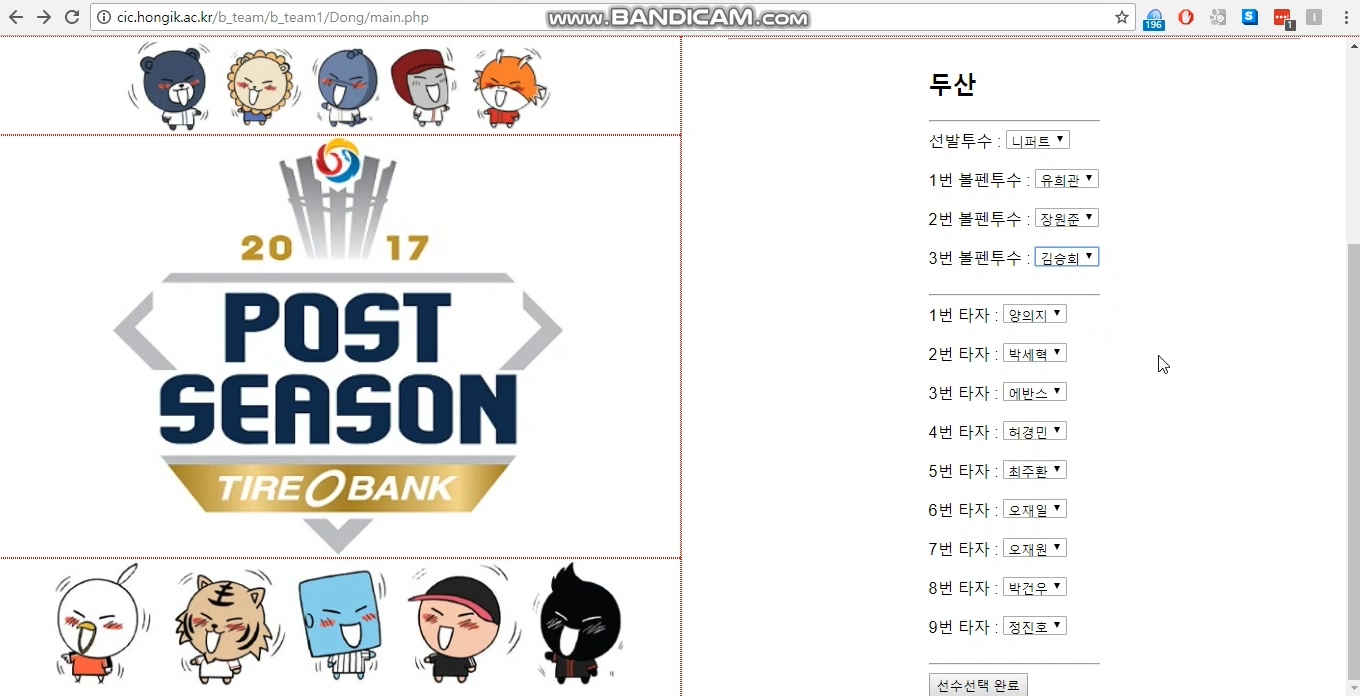 www.BANDICAM.com
cic.hongik.ac.kr/b_team/b_team1/Dong/main.php
196
S
1
I
2017
POST
SEASON
TIRE BANK
두산
선발투수 : 니퍼트
1번 볼펜투수 : 유희관
2번 볼펜투수 : 장원준
3번 볼펜투수 : 김승회
1번 타자 : 양의지
2번 타자 : 박세혁
3번 타자 : 에반스
4번 타자 : 허경민
5번 타자 : 최주환
6번 타자 : 오재일
7번 타자 : 오재원
8번 타자 : 박건우
9번 타자 : 정진호
선수선택 완료